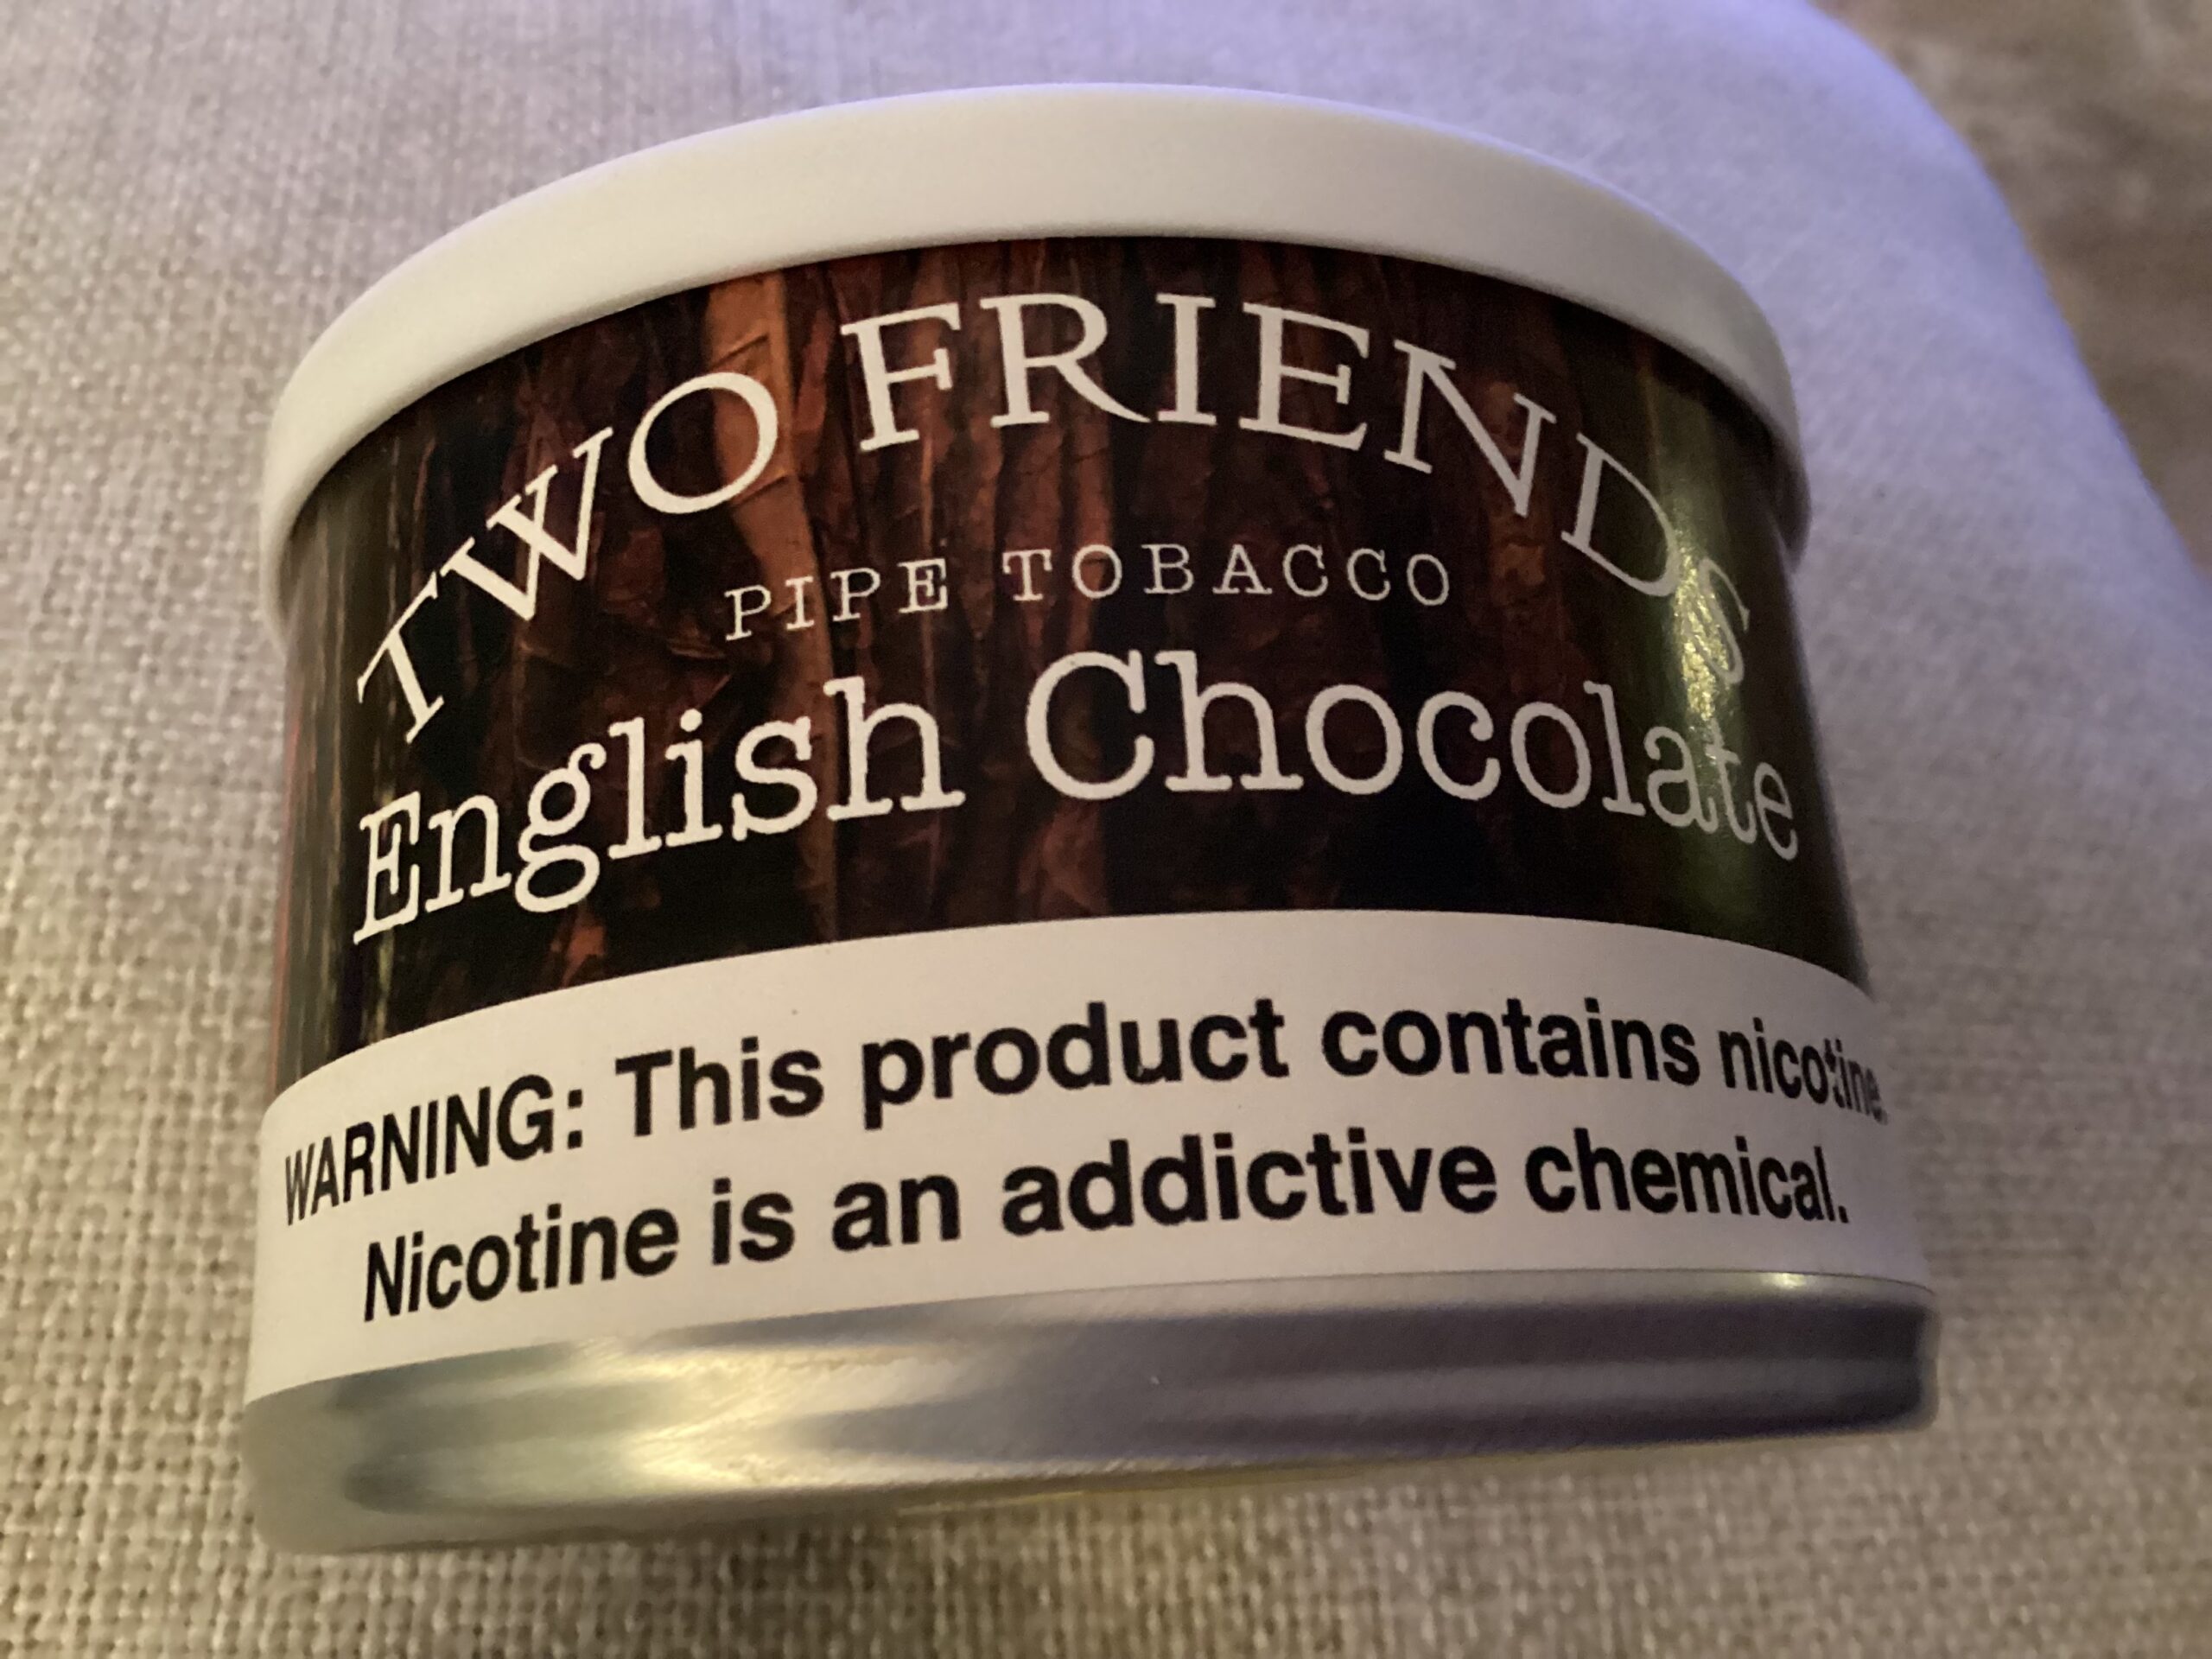 TWO FRIENDS
PIPE TOBACCO
English Chocolate
WARNING: This product contains nicotine.
Nicotine is an addictive chemical.